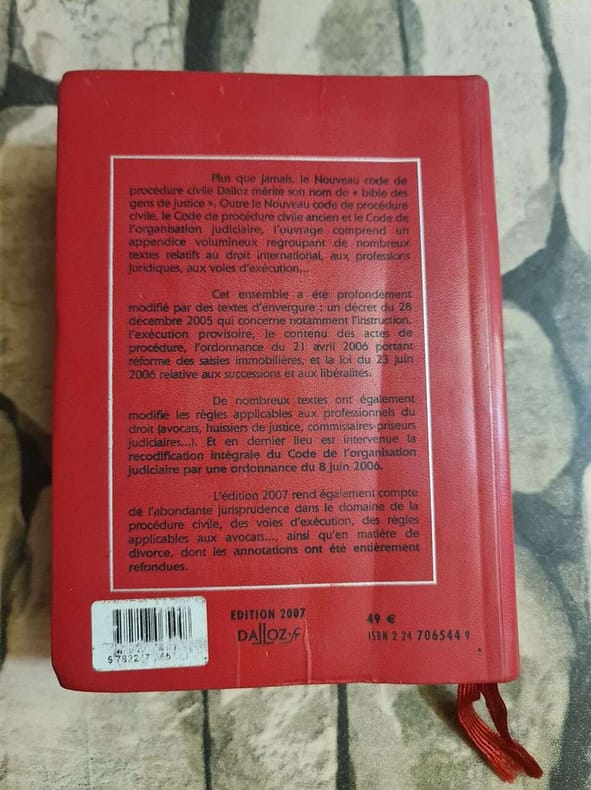 Plus que jamais, le Nouveau code de
procédure civile Dalloz mérite son nom de « bible des
gens de justice ». Outre le Nouveau code de procédure
civile, le Code de procédure civile ancien et le Code de
l'organisation judiciaire, l'ouvrage comprend un
appendice volumineux regroupant de nombreux
textes relatifs au droit international, aux professions
juridiques, aux voies d'exécution...
Cet ensemble a été profondément
modifié par des textes d'envergure : un décret du 28
décembre 2005 qui concerne notamment l'instruction,
l'exécution provisoire, le contenu des actes de
procédure, l'ordonnance du 21 avril 2006 portant
réforme des saisies immobilières, et la loi du 23 juin
2006 relative aux successions et aux libéralités.
De nombreux textes ont également
modifié les règles applicables aux professionnels du
droit (avocats, huissiers de justice, commissaires-priseurs
judiciaires...). Et en dernier lieu est intervenue la
recodification intégrale du Code de l'organisation
judiciaire par une ordonnance du 8 juin 2006.
L'édition 2007 rend également compte
de l'abondante jurisprudence dans le domaine de la
procédure civile, des voies d'exécution, des règles
applicables aux avocats..., ainsi qu'en matière de
divorce, dont les annotations ont été entièrement
refondues.
EDITION 2007
49 €
DALLOZ.fr
ISBN 2 24 706544 9